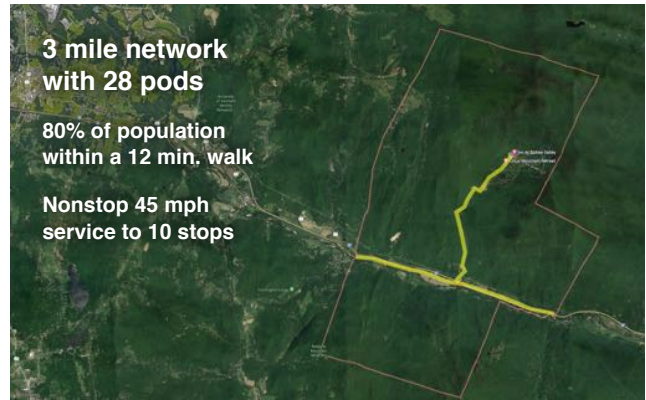 3 mile network
with 28 pods
80% of population
within a 12 min. walk
Nonstop 45 mph
service to 10 stops